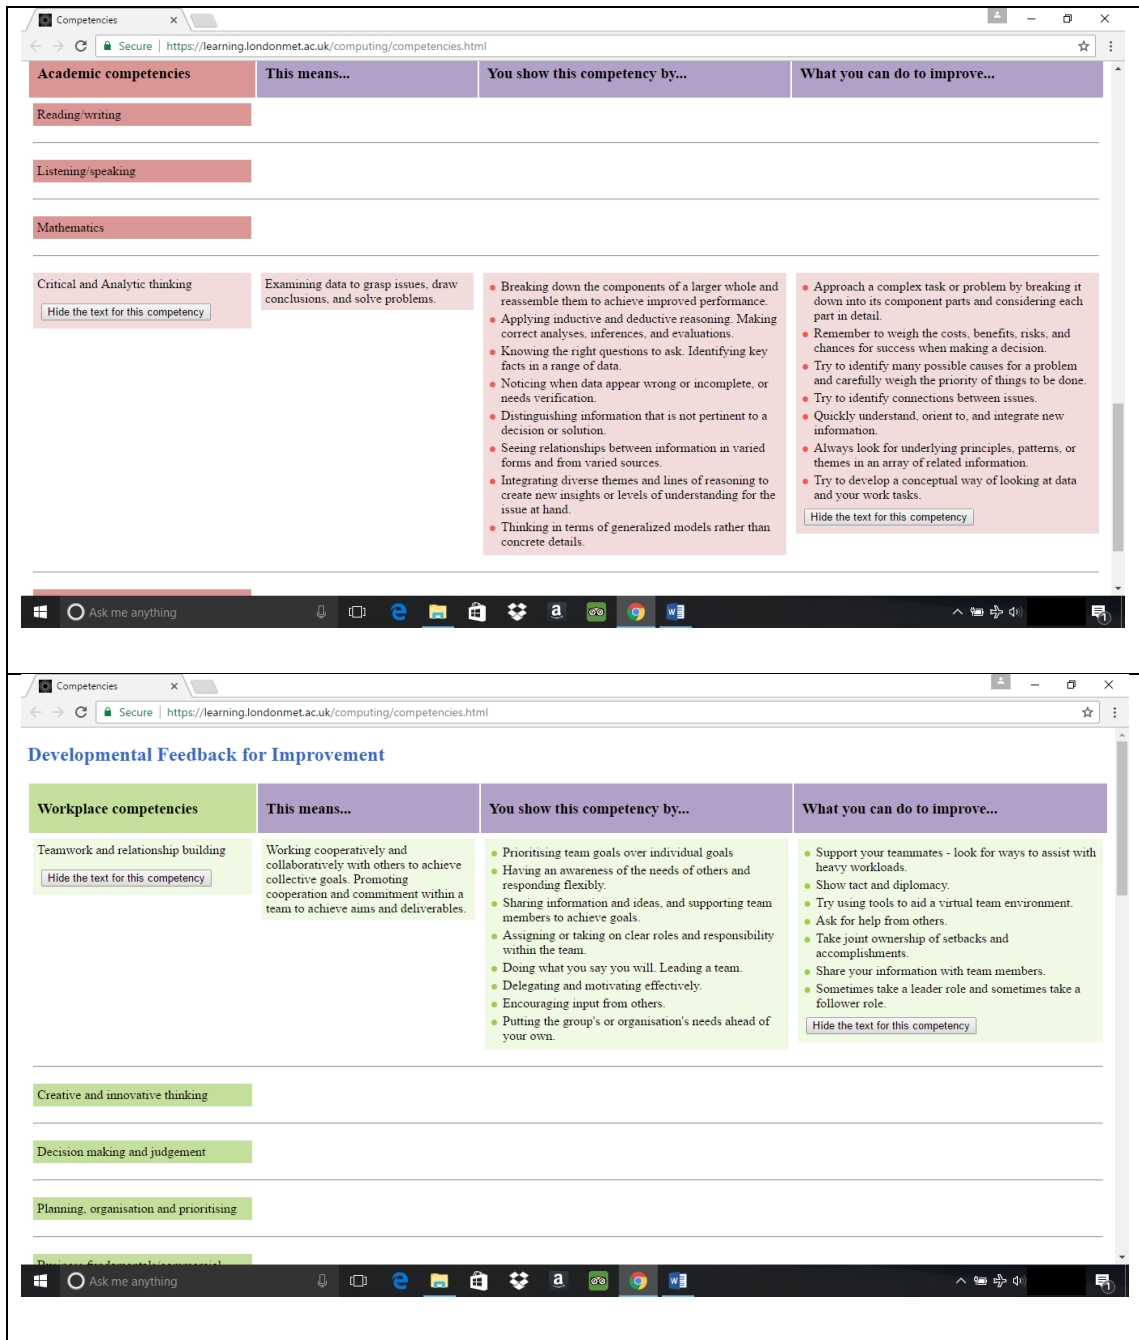 Competencies
Secure | https://learning.londonmet.ac.uk/computing/competencies.html
Academic competencies
This means...
You show this competency by...
What you can do to improve...
Reading/writing
Listening/speaking
Mathematics
Critical and Analytic thinking
Hide the text for this competency
Examining data to grasp issues, draw
conclusions, and solve problems.
Breaking down the components of a larger whole and
reassemble them to achieve improved performance.
Applying inductive and deductive reasoning. Making
correct analyses, inferences, and evaluations.
Knowing the right questions to ask. Identifying key
facts in a range of data.
Noticing when data appear wrong or incomplete, or
needs verification.
Distinguishing information that is not pertinent to a
decision or solution.
Seeing relationships between information in varied
forms and from varied sources.
Integrating diverse themes and lines of reasoning to
create new insights or levels of understanding for the
issue at hand.
Thinking in terms of generalized models rather than
concrete details.
Approach a complex task or problem by breaking it
down into its component parts and considering each
part in detail.
Remember to weigh the costs, benefits, risks, and
chances for success when making a decision.
Try to identify many possible causes for a problem
and carefully weigh the priority of things to be done.
Try to identify connections between issues.
Quickly understand, orient to, and integrate new
information.
Always look for underlying principles, patterns, or
themes in an array of related information.
Try to develop a conceptual way of looking at data
and your work tasks.
Hide the text for this competency
Ask me anything
Competencies
Secure | https://learning.londonmet.ac.uk/computing/competencies.html
Developmental Feedback for Improvement
Workplace competencies
This means...
You show this competency by...
What you can do to improve...
Teamwork and relationship building
Hide the text for this competency
Working cooperatively and
collaboratively with others to achieve
collective goals. Promoting
cooperation and commitment within a
team to achieve aims and deliverables.
Prioritising team goals over individual goals
Having an awareness of the needs of others and
responding flexibly.
Sharing information and ideas, and supporting team
members to achieve goals.
Assigning or taking on clear roles and responsibility
within the team.
Doing what you say you will. Leading a team.
Delegating and motivating effectively.
Encouraging input from others.
Putting the group's or organisation's needs ahead of
your own.
Support your teammates - look for ways to assist with
heavy workloads.
Show tact and diplomacy.
Try using tools to aid a virtual team environment.
Ask for help from others.
Take joint ownership of setbacks and
accomplishments.
Share your information with team members.
Sometimes take a leader role and sometimes take a
follower role.
Hide the text for this competency
Creative and innovative thinking
Decision making and judgement
Planning, organisation and prioritising
Ask me anything